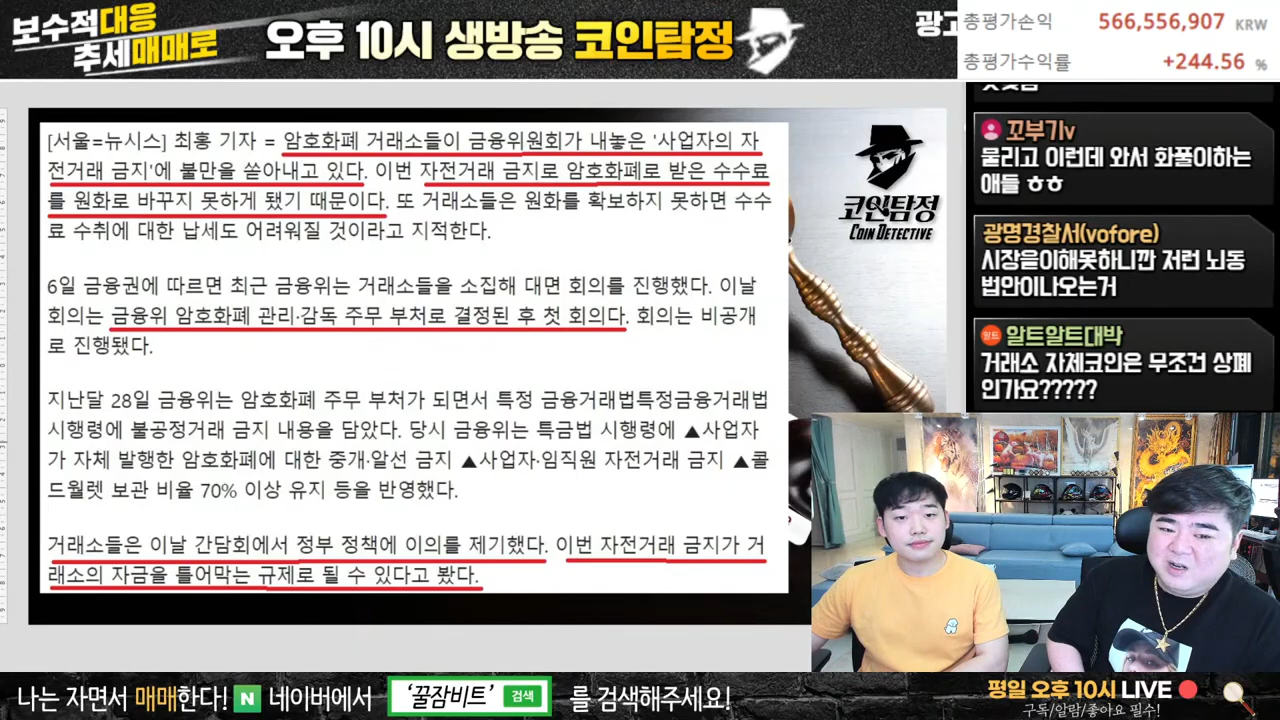 보수적대응
추세매매로
오후 10시 생방송 코인탐정
광고
총평가손익 566,556,907 KRW
총평가수익률 +244.56 %
[서울=뉴시스] 최홍 기자 = 암호화폐 거래소들이 금융위원회가 내놓은 '사업자의 자
전거래 금지'에 불만을 쏟아내고 있다. 이번 자전거래 금지로 암호화폐로 받은 수수료
를 원화로 바꾸지 못하게 됐기 때문이다. 또 거래소들은 원화를 확보하지 못하면 수수
료 수취에 대한 납세도 어려워질 것이라고 지적한다.
6일 금융권에 따르면 최근 금융위는 거래소들을 소집해 대면 회의를 진행했다. 이날
회의는 금융위 암호화폐 관리·감독 주무 부처로 결정된 후 첫 회의다. 회의는 비공개
로 진행됐다.
지난달 28일 금융위는 암호화폐 주무 부처가 되면서 특정 금융거래법특정금융거래법
시행령에 불공정거래 금지 내용을 담았다. 당시 금융위는 특금법 시행령에 ▲사업자
가 자체 발행한 암호화폐에 대한 중개·알선 금지 ▲사업자·임직원 자전거래 금지 ▲콜
드월렛 보관 비율 70% 이상 유지 등을 반영했다.
거래소들은 이날 간담회에서 정부 정책에 이의를 제기했다. 이번 자전거래 금지가 거
래소의 자금을 틀어막는 규제로 될 수 있다고 봤다.
코인탐정
COIN DETECTIVE
꼬부기v
물리고 이런데 와서 화풀이하는
애들 ㅎㅎ
광명경찰서(vofore)
시장을이해못하니깐 저런 뇌동
법안이나오는거
알트알트대박
거래소 자체코인은 무조건 상폐
인가요?????
나는 자면서 매매한다! N 네이버에서 '꿀잠비트' 검색 를 검색해주세요!
평일 오후 10시 LIVE
구독/알람/좋아요 필수!